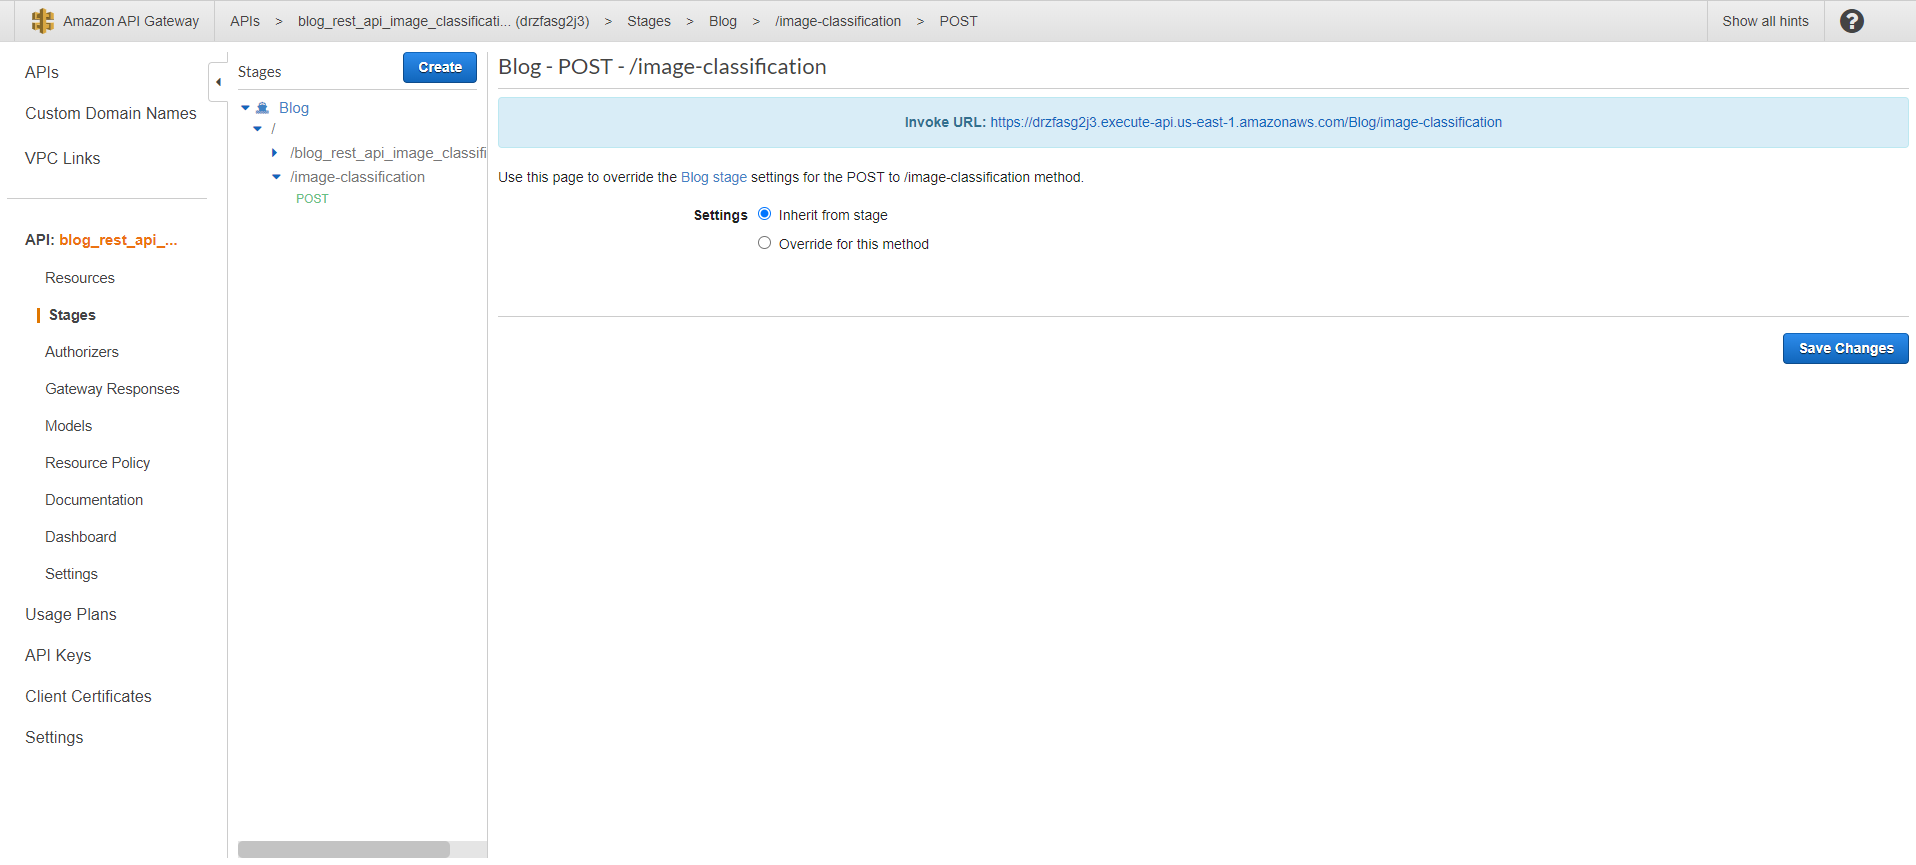 Amazon API Gateway
APIs > blog_rest_api_image_classificati... (drzfasg2j3) > Stages > Blog > /image-classification > POST
Show all hints
?
APIs
Custom Domain Names
VPC Links
API: blog_rest_api_...
Resources
Stages
Authorizers
Gateway Responses
Models
Resource Policy
Documentation
Dashboard
Settings
Usage Plans
API Keys
Client Certificates
Settings
Stages
Create
Blog
/
/blog_rest_api_image_classifi
/image-classification
POST
Blog - POST - /image-classification
Invoke URL: https://drzfasg2j3.execute-api.us-east-1.amazonaws.com/Blog/image-classification
Use this page to override the Blog stage settings for the POST to /image-classification method.
Settings Inherit from stage
Override for this method
Save Changes